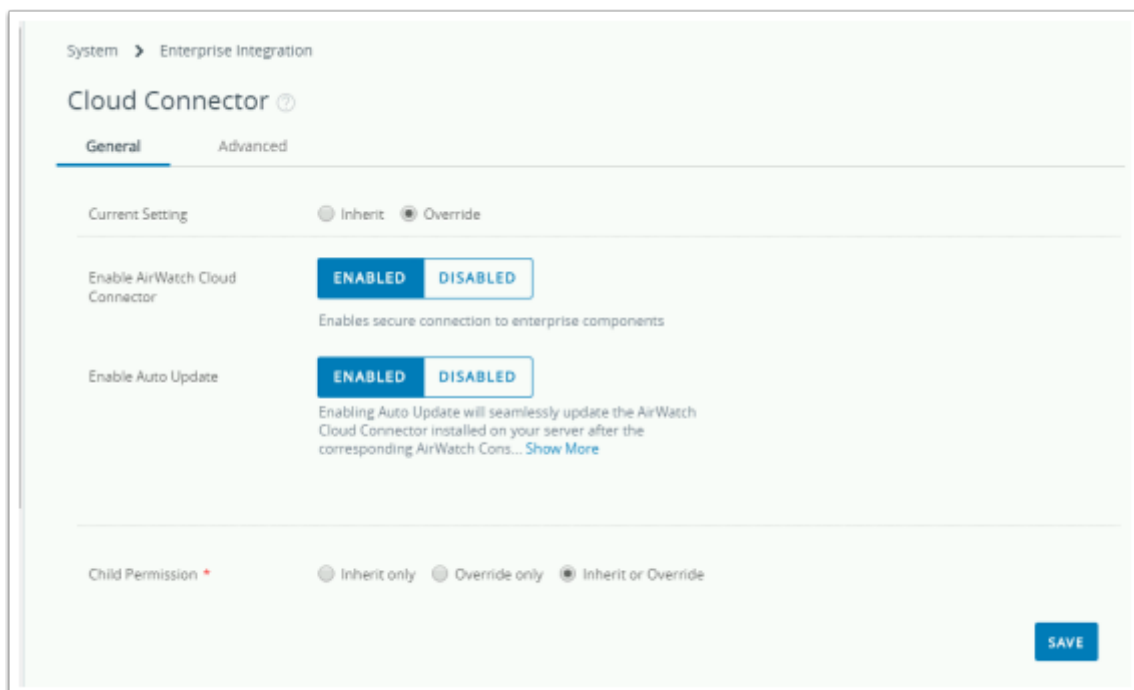 System > Enterprise Integration
Cloud Connector ?
General Advanced
Current Setting Inherit Override
Enable AirWatch Cloud
Connector
ENABLED DISABLED
Enables secure connection to enterprise components
Enable Auto Update ENABLED DISABLED
Enabling Auto Update will seamlessly update the AirWatch
Cloud Connector installed on your server after the
corresponding AirWatch Cons... Show More
Child Permission * Inherit only Override only Inherit or Override
SAVE